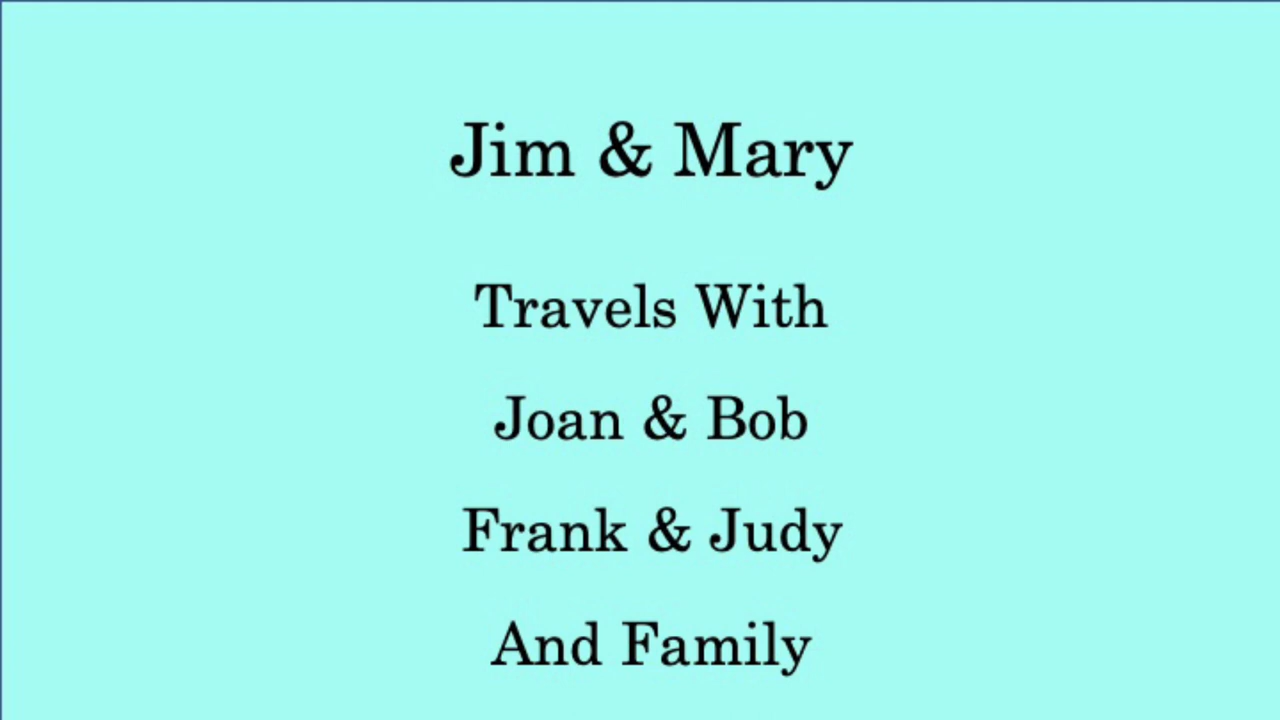 Jim & Mary
Travels With
Joan & Bob
Frank & Judy
And Family